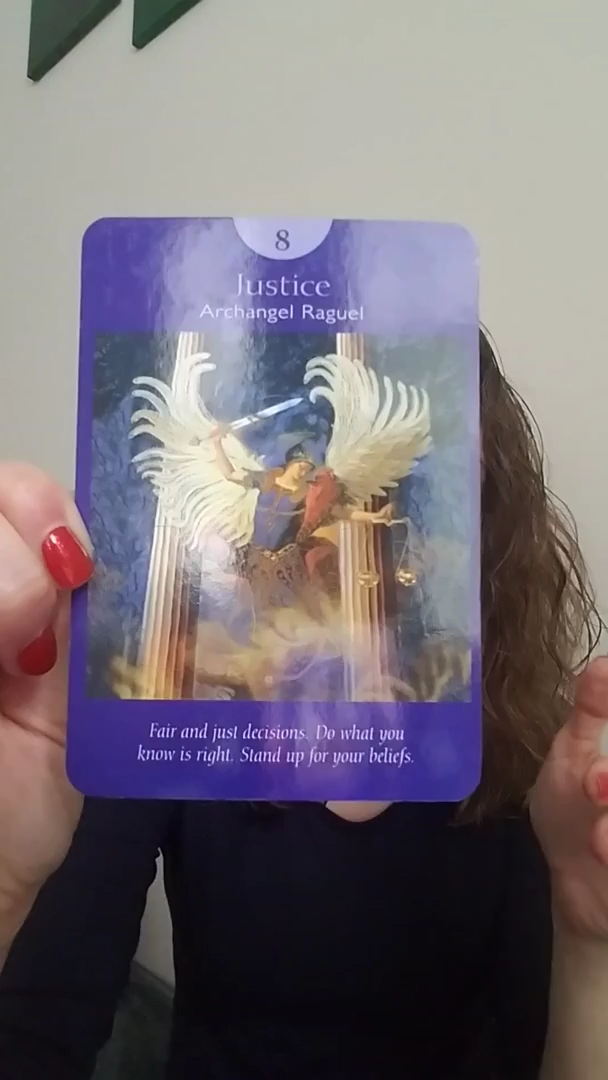 8
Justice
Archangel Raguel
Fair and just decisions. Do what you
know is right. Stand up for your beliefs.